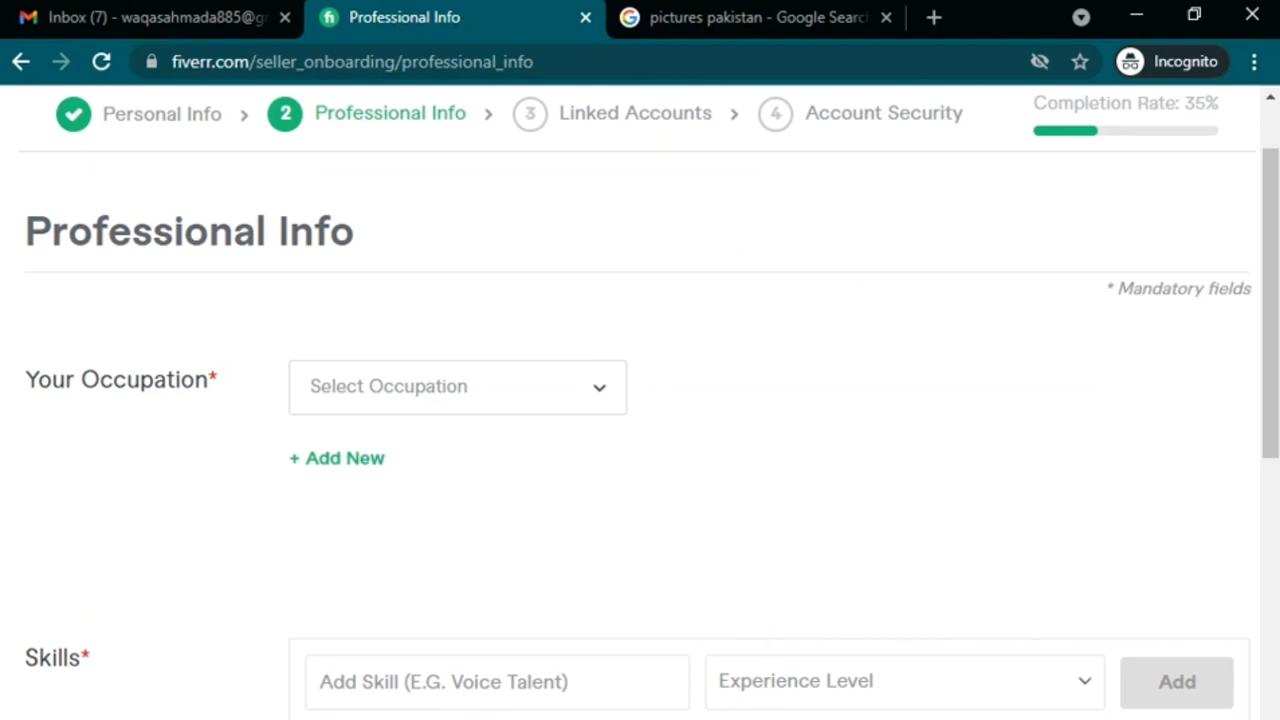 Inbox (7) - waqasahmada885@g
Professional Info
pictures pakistan - Google Search
fiverr.com/seller_onboarding/professional_info
Incognito
Personal Info
2 Professional Info
3 Linked Accounts
4 Account Security
Completion Rate: 35%
Professional Info
* Mandatory fields
Your Occupation*
Select Occupation
+ Add New
Skills*
Add Skill (E.G. Voice Talent)
Experience Level
Add